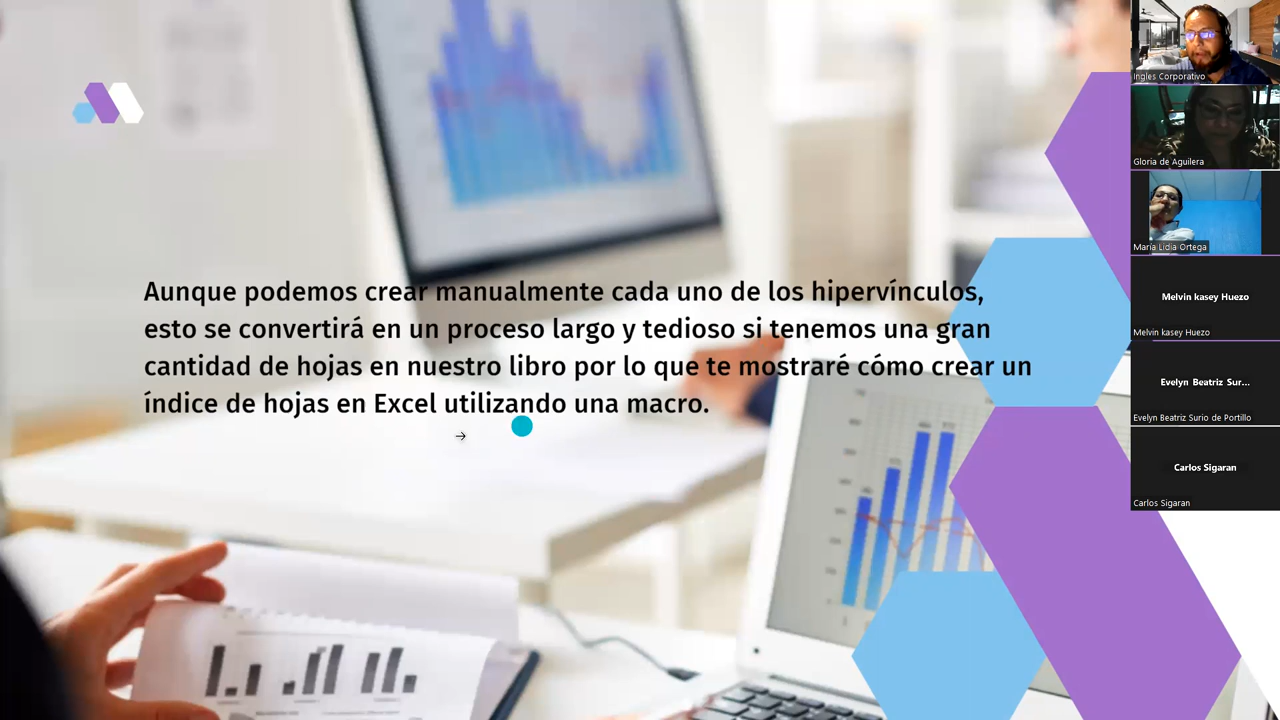 Aunque podemos crear manualmente cada uno de los hipervínculos,
esto se convertirá en un proceso largo y tedioso si tenemos una gran
cantidad de hojas en nuestro libro por lo que te mostraré cómo crear un
índice de hojas en Excel utilizando una macro.
Ingles Corporativo
Gloria de Aguilera
María Lidia Ortega
Melvin kasey Huezo
Melvin kasey Huezo
Evelyn Beatriz Sur...
Evelyn Beatriz Surio de Portillo
Carlos Sigaran
Carlos Sigaran